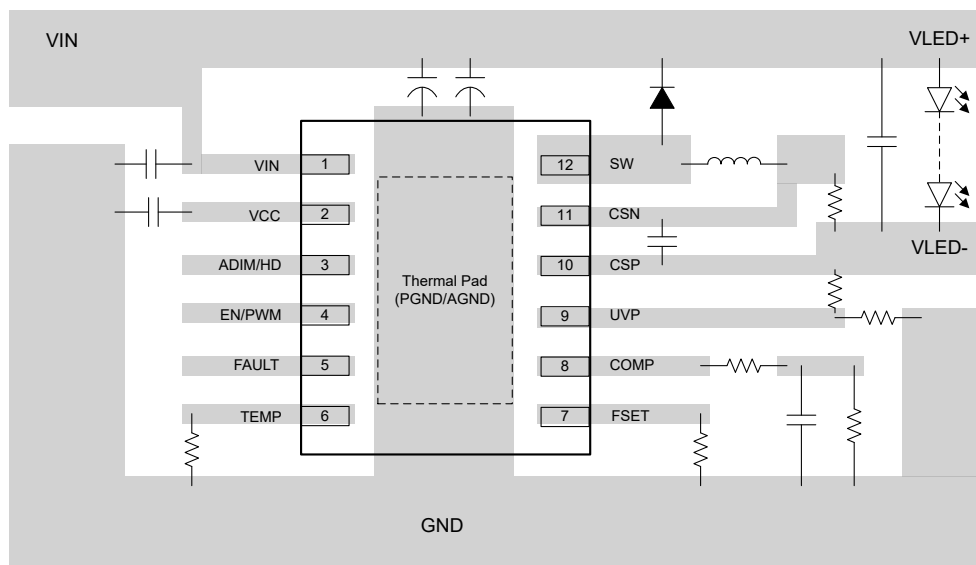 VIN
VLED+
VIN 1
12 SW
VCC 2
11 CSN
VLED-
ADIM/HD 3
10 CSP
Thermal Pad
(PGND/AGND)
EN/PWM 4
9 UVP
FAULT 5
8 COMP
TEMP 6
7 FSET
GND